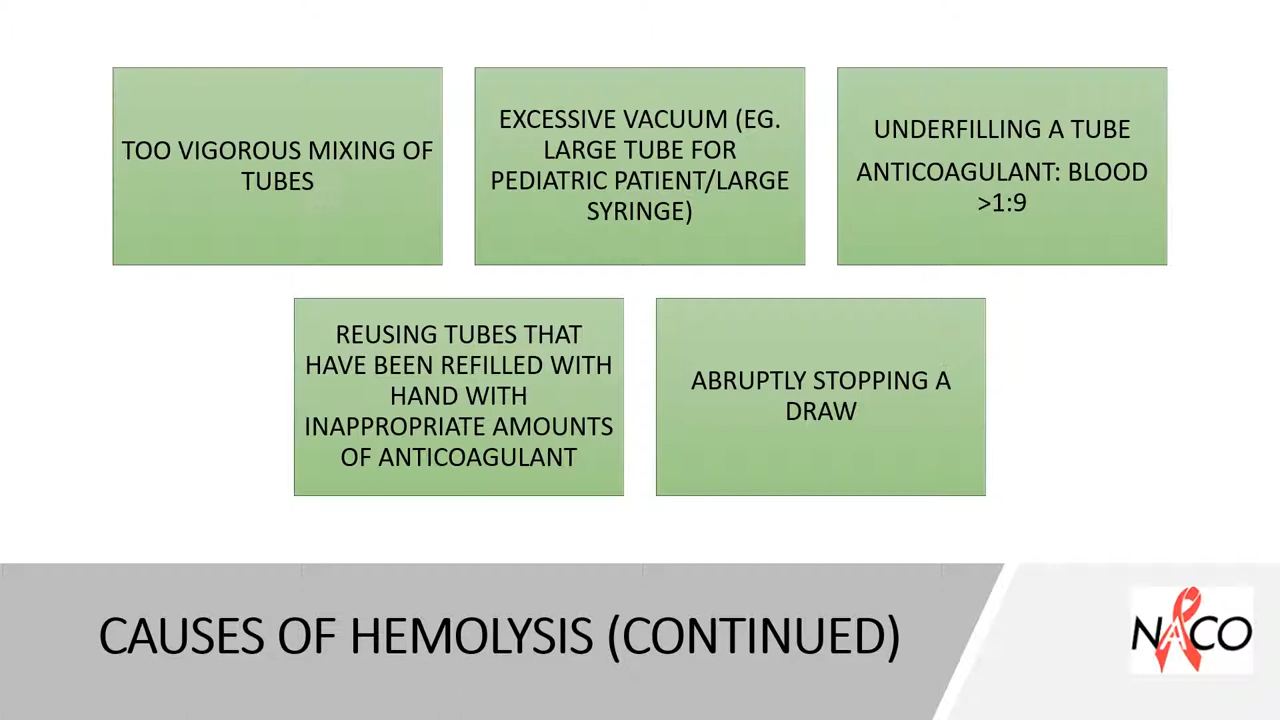 TOO VIGOROUS MIXING OF
TUBES
EXCESSIVE VACUUM (EG.
LARGE TUBE FOR
PEDIATRIC PATIENT/LARGE
SYRINGE)
UNDERFILLING A TUBE
ANTICOAGULANT: BLOOD
>1:9
REUSING TUBES THAT
HAVE BEEN REFILLED WITH
HAND WITH
INAPPROPRIATE AMOUNTS
OF ANTICOAGULANT
ABRUPTLY STOPPING A
DRAW
CAUSES OF HEMOLYSIS (CONTINUED)
NACO